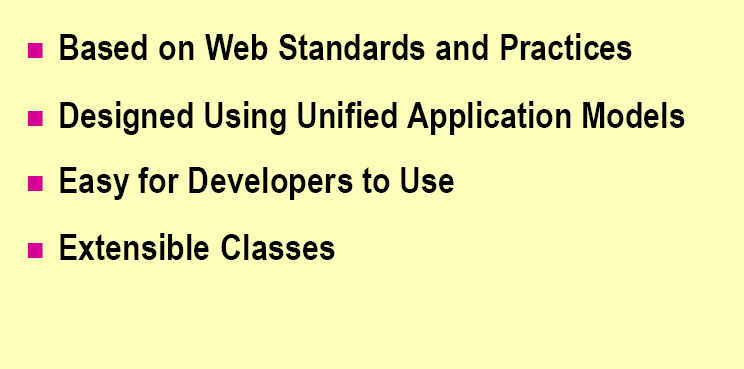 Based on Web Standards and Practices
Designed Using Unified Application Models
Easy for Developers to Use
Extensible Classes